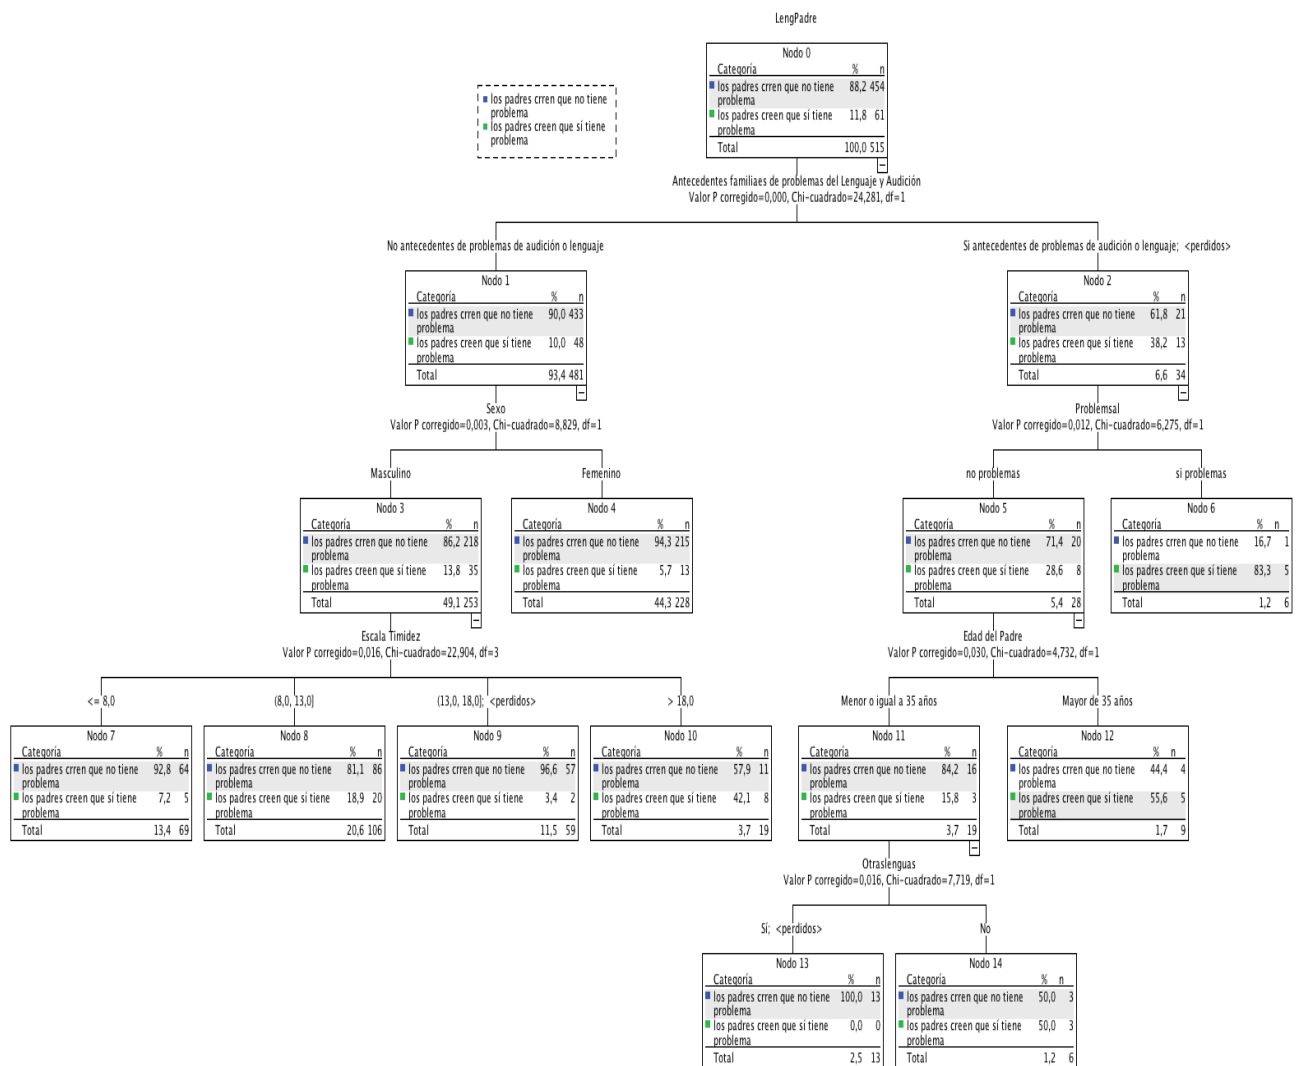 LengPadre
Nodo 0
Categoría % n
los padres crren que no tiene problema 88,2 454
los padres creen que sí tiene problema 11,8 61
Total 100,0 515
los padres crren que no tiene problema
los padres creen que sí tiene problema
Antecedentes familiaes de problemas del Lenguaje y Audición
Valor P corregido=0,000, Chi-cuadrado=24,281, df=1
No antecedentes de problemas de audición o lenguaje
Si antecedentes de problemas de audición o lenguaje; <perdidos>
Nodo 1
Categoría % n
los padres crren que no tiene problema 90,0 433
los padres creen que sí tiene problema 10,0 48
Total 93,4 481
Nodo 2
Categoría % n
los padres crren que no tiene problema 61,8 21
los padres creen que sí tiene problema 38,2 13
Total 6,6 34
Sexo
Valor P corregido=0,003, Chi-cuadrado=8,829, df=1
Problemsal
Valor P corregido=0,012, Chi-cuadrado=6,275, df=1
Masculino
Femenino
no problemas
si problemas
Nodo 3
Categoría % n
los padres crren que no tiene problema 86,2 218
los padres creen que sí tiene problema 13,8 35
Total 49,1 253
Nodo 4
Categoría % n
los padres crren que no tiene problema 94,3 215
los padres creen que sí tiene problema 5,7 13
Total 44,3 228
Nodo 5
Categoría % n
los padres crren que no tiene problema 71,4 20
los padres creen que sí tiene problema 28,6 8
Total 5,4 28
Nodo 6
Categoría % n
los padres crren que no tiene problema 16,7 1
los padres creen que sí tiene problema 83,3 5
Total 1,2 6
Escala Timidez
Valor P corregido=0,016, Chi-cuadrado=22,904, df=3
Edad del Padre
Valor P corregido=0,030, Chi-cuadrado=4,732, df=1
<= 8,0
(8,0, 13,0]
(13,0, 18,0]; <perdidos>
> 18,0
Menor o igual a 35 años
Mayor de 35 años
Nodo 7
Categoría % n
los padres crren que no tiene problema 92,8 64
los padres creen que sí tiene problema 7,2 5
Total 13,4 69
Nodo 8
Categoría % n
los padres crren que no tiene problema 81,1 86
los padres creen que sí tiene problema 18,9 20
Total 20,6 106
Nodo 9
Categoría % n
los padres crren que no tiene problema 96,6 57
los padres creen que sí tiene problema 3,4 2
Total 11,5 59
Nodo 10
Categoría % n
los padres crren que no tiene problema 57,9 11
los padres creen que sí tiene problema 42,1 8
Total 3,7 19
Nodo 11
Categoría % n
los padres crren que no tiene problema 84,2 16
los padres creen que sí tiene problema 15,8 3
Total 3,7 19
Nodo 12
Categoría % n
los padres crren que no tiene problema 44,4 4
los padres creen que sí tiene problema 55,6 5
Total 1,7 9
Otraslenguas
Valor P corregido=0,016, Chi-cuadrado=7,719, df=1
Sí; <perdidos>
No
Nodo 13
Categoría % n
los padres crren que no tiene problema 100,0 13
los padres creen que sí tiene problema 0,0 0
Total 2,5 13
Nodo 14
Categoría % n
los padres crren que no tiene problema 50,0 3
los padres creen que sí tiene problema 50,0 3
Total 1,2 6